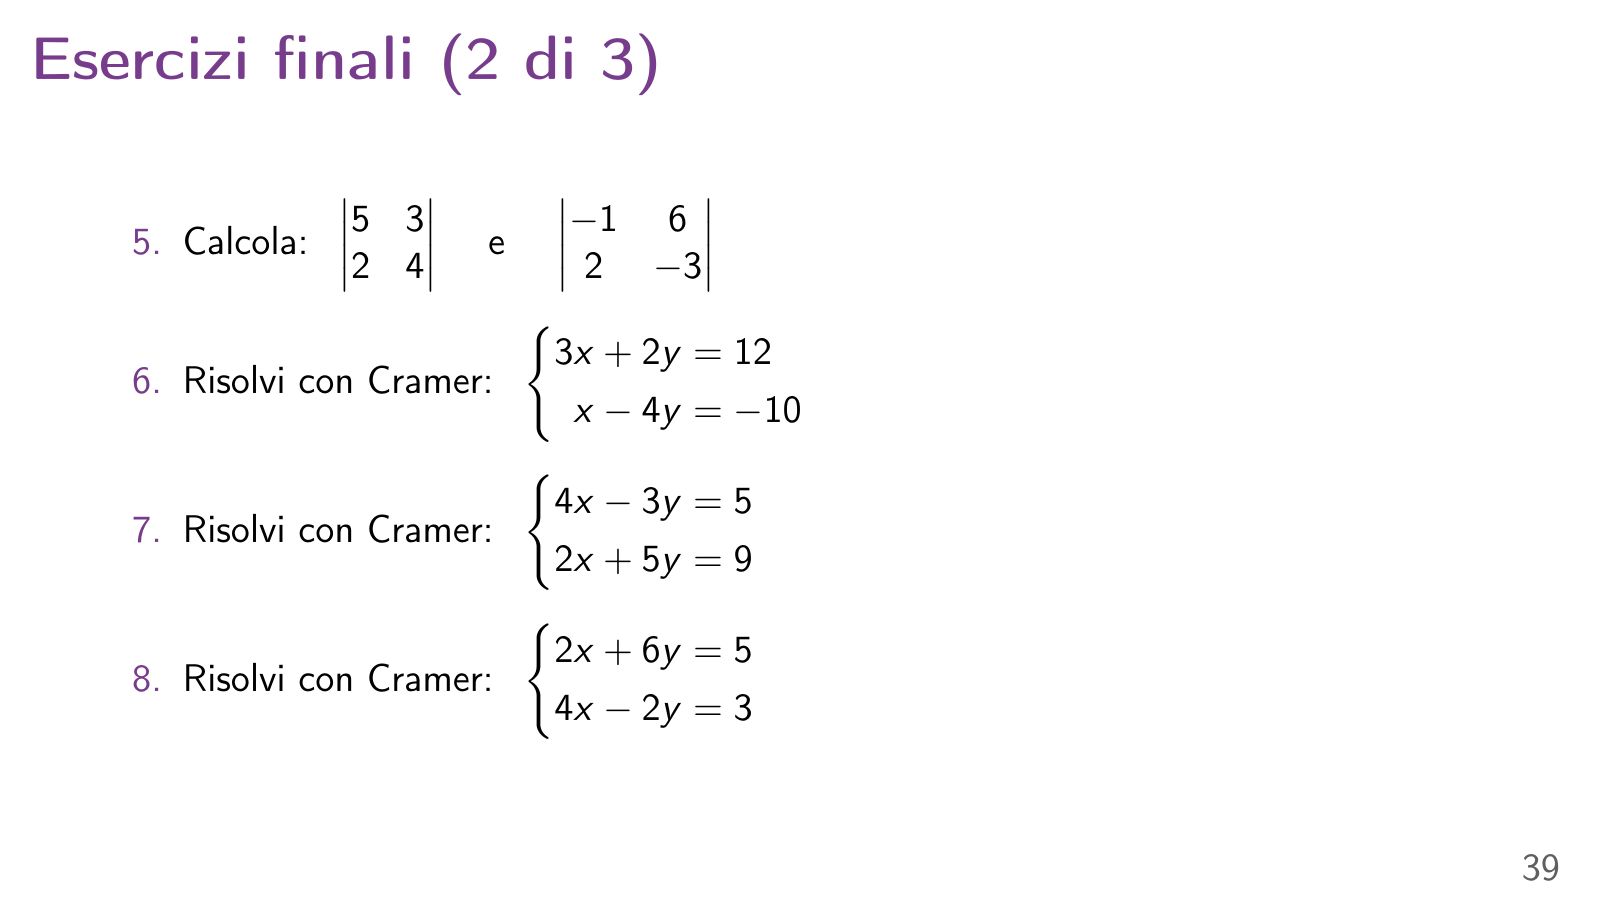 Esercizi finali (2 di 3)
5. Calcola: |5 3| e |−1 6|
|2 4| |2 −3|
6. Risolvi con Cramer: { 3x + 2y = 12
x − 4y = −10
7. Risolvi con Cramer: { 4x − 3y = 5
2x + 5y = 9
8. Risolvi con Cramer: { 2x + 6y = 5
4x − 2y = 3
39